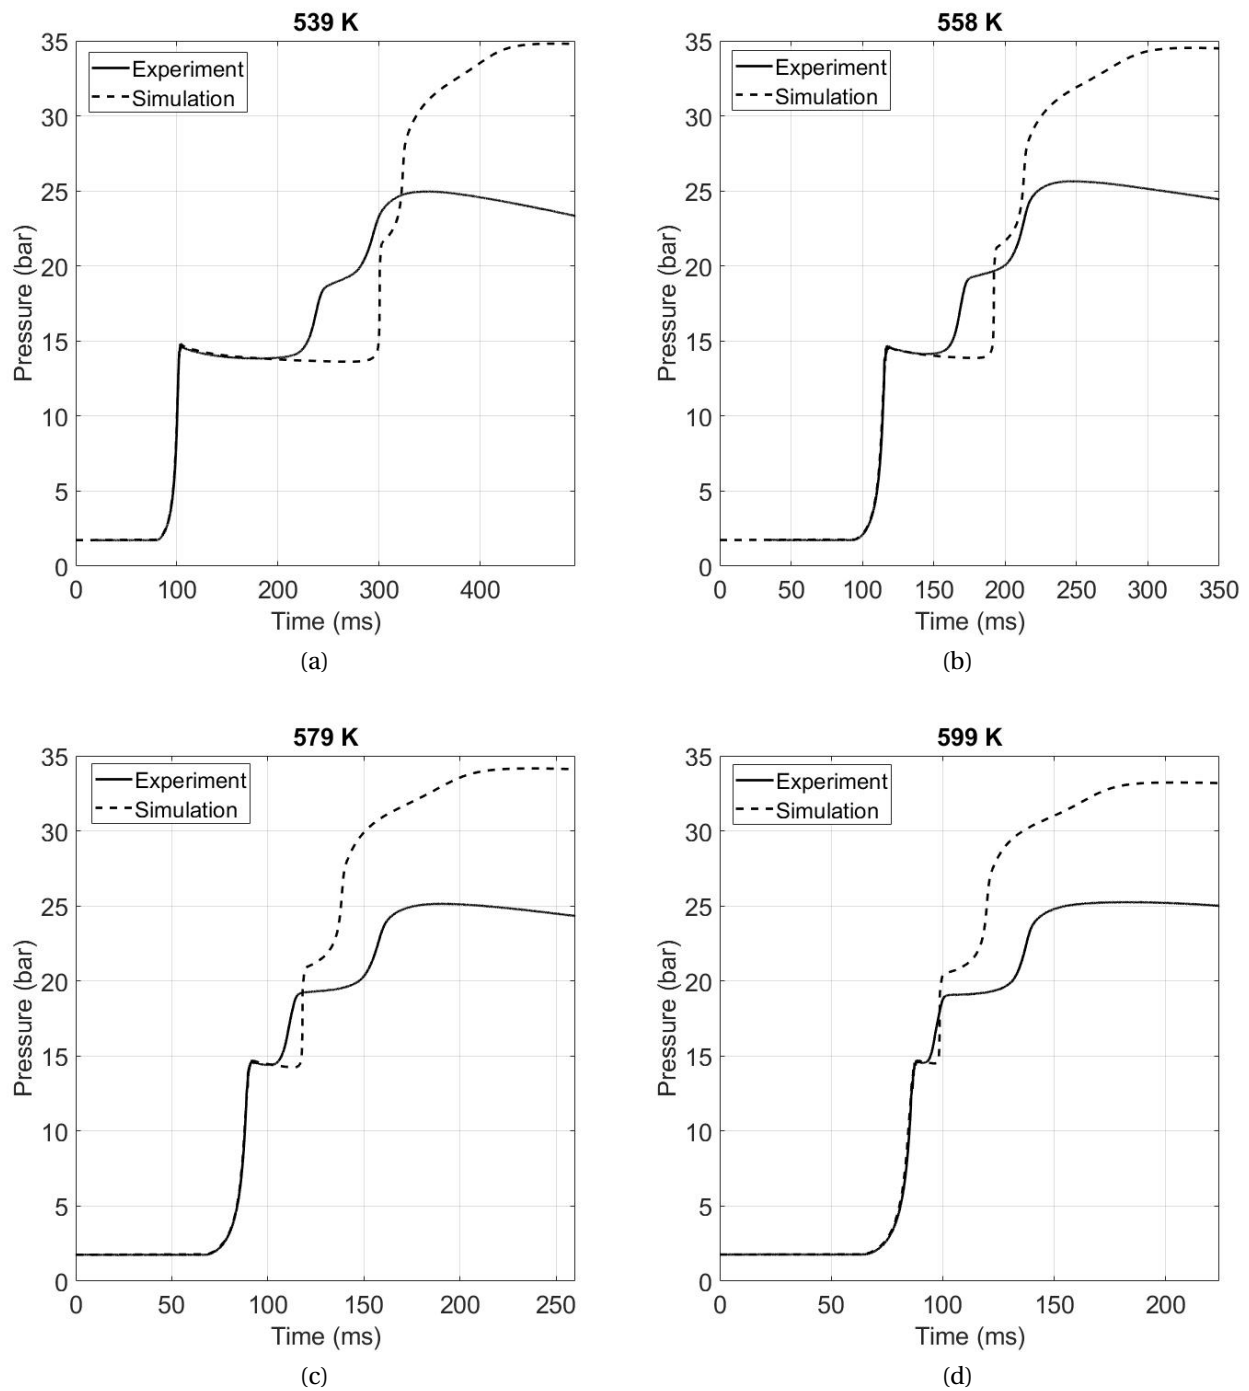 539 K
35
30
25
20
15
10
5
0
Pressure (bar)
Experiment
Simulation
0 100 200 300 400
Time (ms)
(a)
558 K
35
30
25
20
15
10
5
0
Pressure (bar)
Experiment
Simulation
0 50 100 150 200 250 300 350
Time (ms)
(b)
579 K
35
30
25
20
15
10
5
0
Pressure (bar)
Experiment
Simulation
0 50 100 150 200 250
Time (ms)
(c)
599 K
35
30
25
20
15
10
5
0
Pressure (bar)
Experiment
Simulation
0 50 100 150 200
Time (ms)
(d)